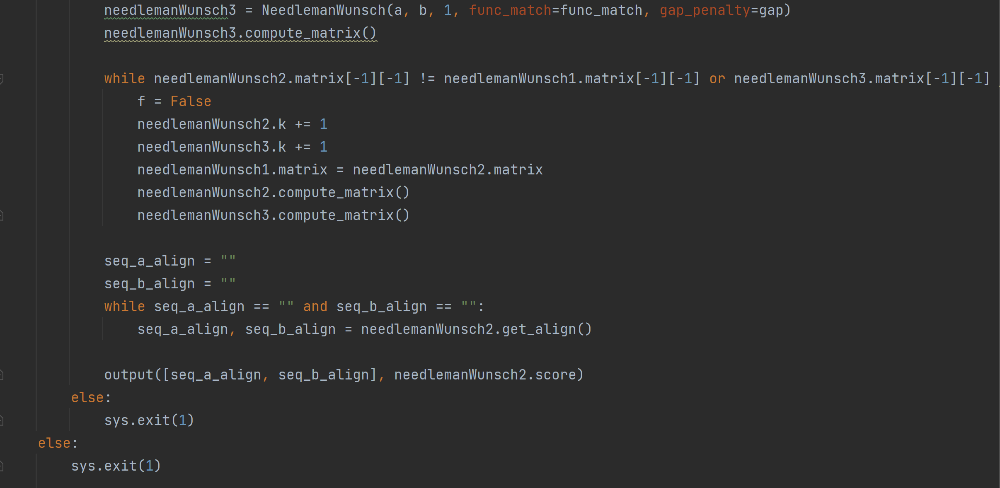 needlemanWunsch3 = NeedlemanWunsch(a, b, 1, func_match=func_match, gap_penalty=gap)
needlemanWunsch3.compute_matrix()
while needlemanWunsch2.matrix[-1][-1] != needlemanWunsch1.matrix[-1][-1] or needlemanWunsch3.matrix[-1][-1]
f = False
needlemanWunsch2.k += 1
needlemanWunsch3.k += 1
needlemanWunsch1.matrix = needlemanWunsch2.matrix
needlemanWunsch2.compute_matrix()
needlemanWunsch3.compute_matrix()
seq_a_align = ""
seq_b_align = ""
while seq_a_align == "" and seq_b_align == "":
seq_a_align, seq_b_align = needlemanWunsch2.get_align()
output([seq_a_align, seq_b_align], needlemanWunsch2.score)
else:
sys.exit(1)
else:
sys.exit(1)